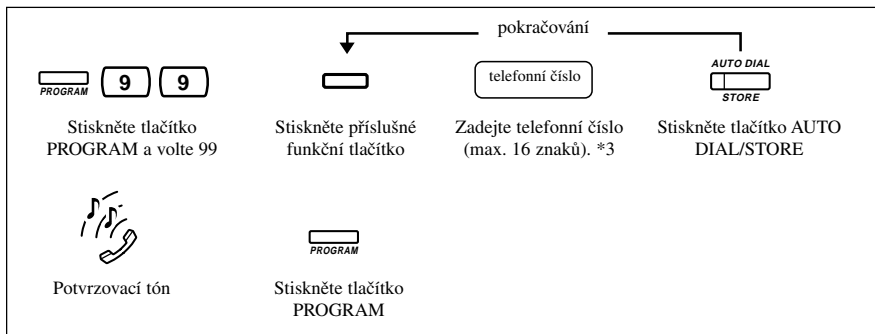 pokračování
PROGRAM
9 9
telefonní číslo
AUTO DIAL
STORE
Stiskněte tlačítko
PROGRAM a volte 99
Stiskněte příslušné
funkční tlačítko
Zadejte telefonní číslo
(max. 16 znaků). *3
Stiskněte tlačítko AUTO
DIAL/STORE
PROGRAM
Potvrzovací tón
Stiskněte tlačítko
PROGRAM